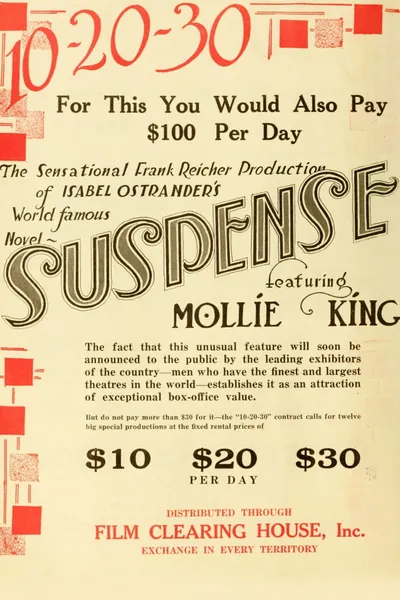 10-20-30
For This You Would Also Pay
$100 Per Day
The Sensational Frank Reicher Production
of ISABEL OSTRANDER'S
World famous
Novel~
SUSPENSE
featuring
MOLLIE KING
The fact that this unusual feature will soon be
announced to the public by the leading exhibitors
of the country—men who have the finest and largest
theatres in the world—establishes it as an attraction
of exceptional box-office value.
But do not pay more than $30 for it—the "10-20-30" contract calls for twelve
big special productions at the fixed rental prices of
$10 $20 $30
PER DAY
DISTRIBUTED THROUGH
FILM CLEARING HOUSE, Inc.
EXCHANGE IN EVERY TERRITORY